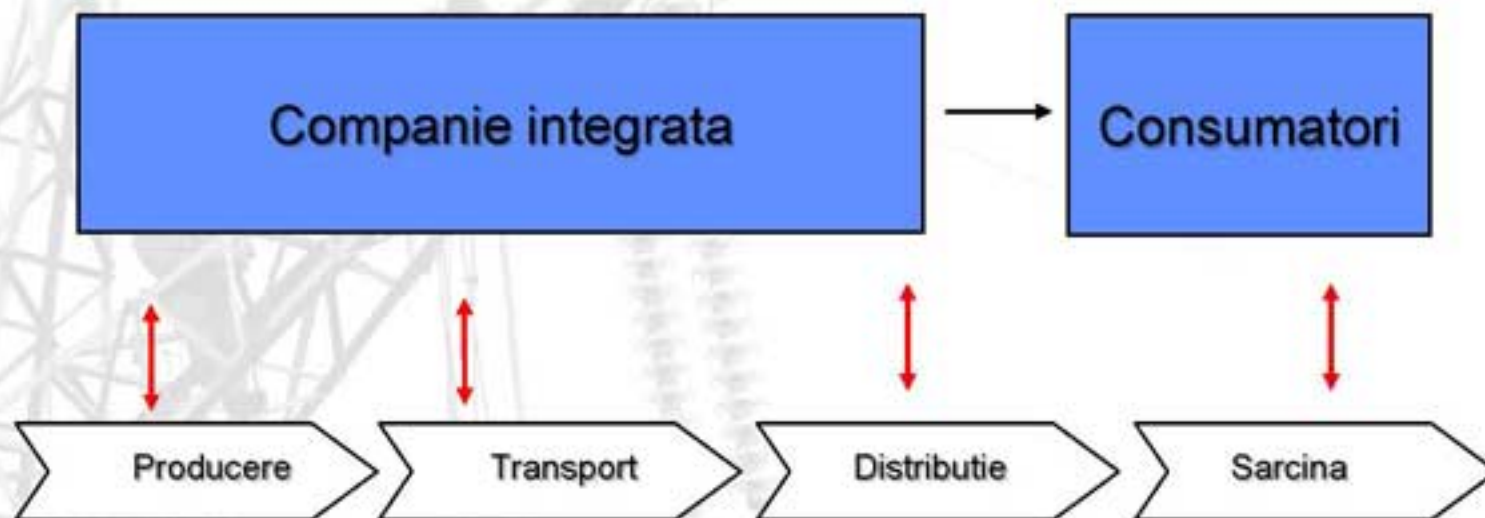 Companie integrata
Consumatori
Producere
Transport
Distributie
Sarcina